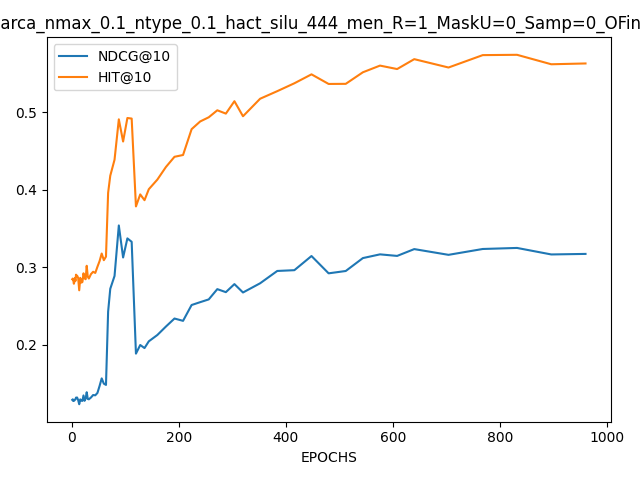 arca_nmax_0.1_ntype_0.1_hact_silu_444_men_R=1_MaskU=0_Samp=0_OFin
NDCG@10
HIT@10
0.5
0.4
0.3
0.2
0 200 400 600 800 1000
EPOCHS